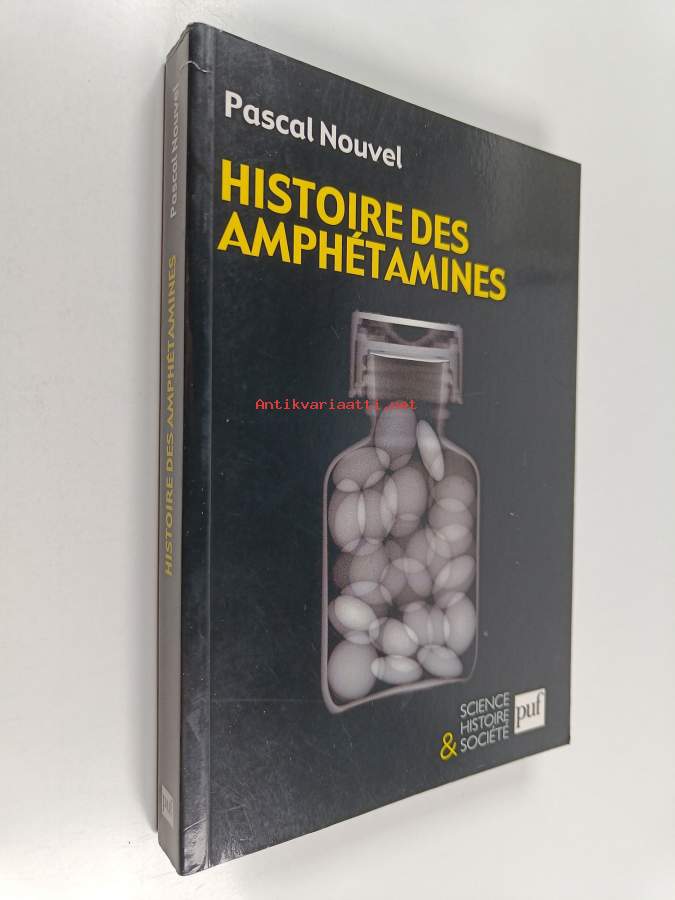 Pascal Nouvel
HISTOIRE DES
AMPHÉTAMINES
Antikvariaatti.net
SCIENCE
HISTOIRE
& SOCIÉTÉ
puf
Pascal Nouvel
HISTOIRE DES AMPHÉTAMINES
puf